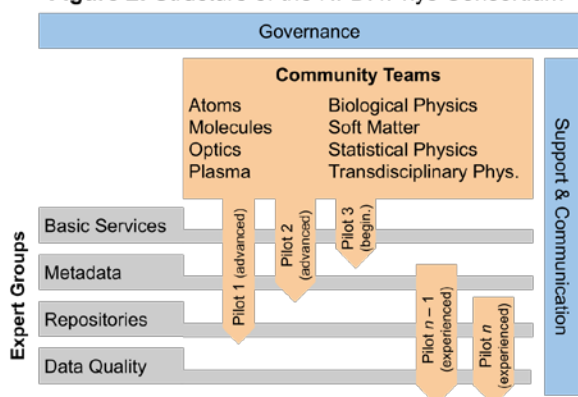 Governance
Community Teams
Atoms
Biological Physics
Molecules
Soft Matter
Optics
Statistical Physics
Plasma
Transdisciplinary Phys.
Support & Communication
Expert Groups
Basic Services
Metadata
Repositories
Data Quality
Pilot 1 (advanced)
Pilot 2
(advanced)
Pilot 3
(begin.)
Pilot n – 1
(experienced)
Pilot n
(experienced)